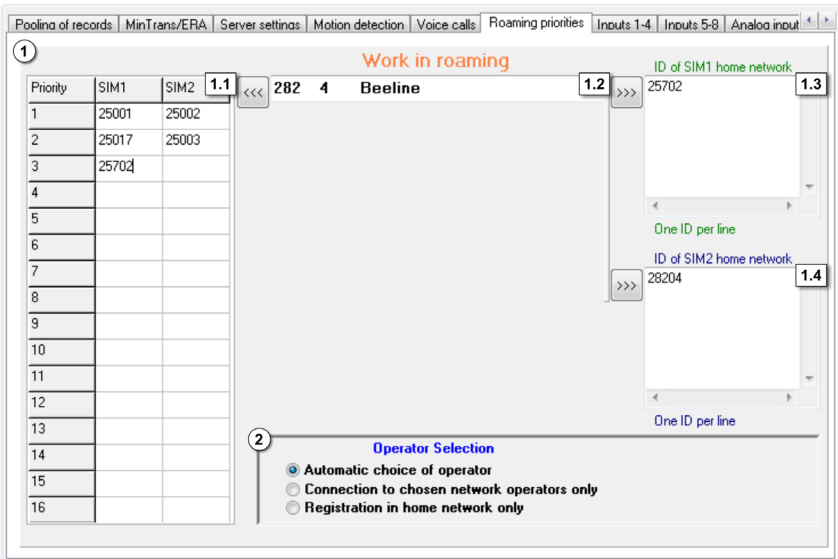 Pooling of records MinTrans/ERA Server settings Motion detection Voice calls Roaming priorities Inputs 1-4 Inputs 5-8 Analog input
1
Work in roaming
ID of SIM1 home network
Priority SIM1 SIM2 1.1 <<< 282 4 Beeline 1.2 >>> 25702 1.3
1 25001 25002
2 25017 25003
3 25702
4
5
One ID per line
6
ID of SIM2 home network
7
>>> 28204 1.4
8
9
10
11
12
One ID per line
13
2
Operator Selection
14
Automatic choice of operator
15
Connection to chosen network operators only
16
Registration in home network only